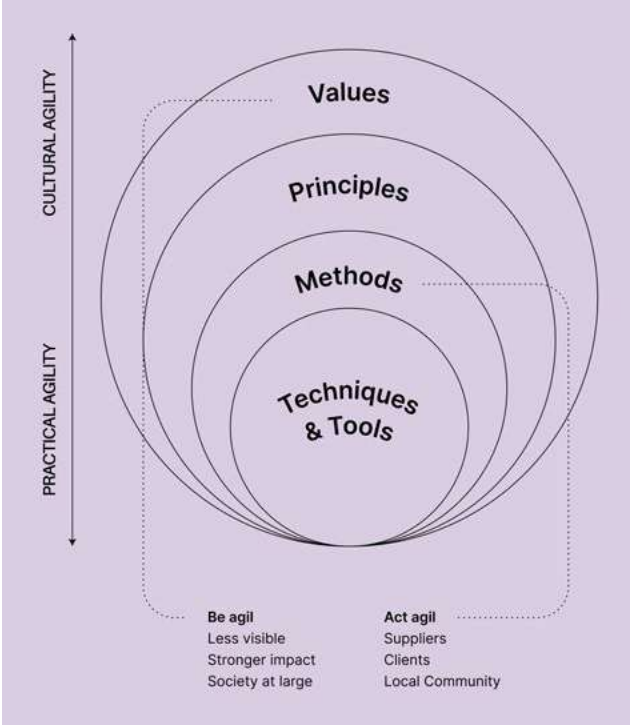 CULTURAL AGILITY
PRACTICAL AGILITY
Values
Principles
Methods
Techniques
& Tools
Be agil
Less visible
Stronger impact
Society at large
Act agil
Suppliers
Clients
Local Community